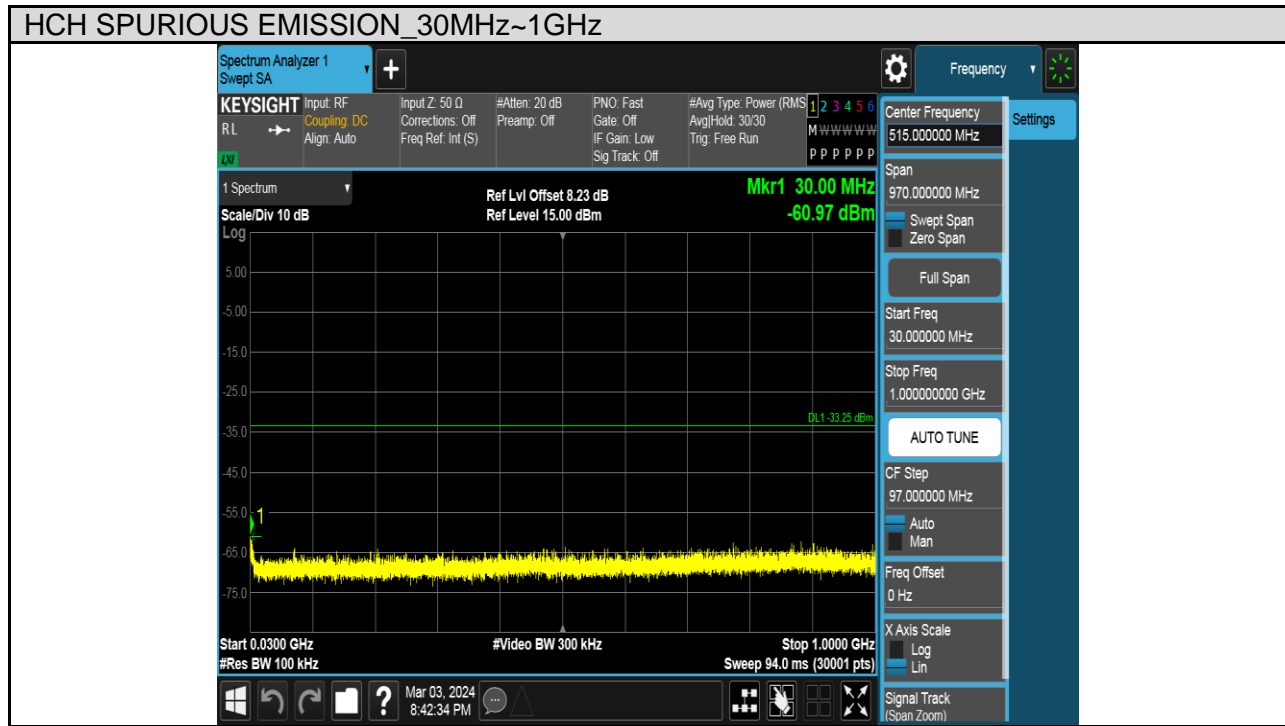 HCH SPURIOUS EMISSION_30MHz~1GHz
Spectrum Analyzer 1
Swept SA
Frequency
KEYSIGHT
RL
LXI
Input: RF
Coupling: DC
Align: Auto
Input Z: 50 Ω
Corrections: Off
Freq Ref: Int (S)
#Atten: 20 dB
Preamp: Off
PNO: Fast
Gate: Off
IF Gain: Low
Sig Track: Off
#Avg Type: Power (RMS
Avg|Hold: 30/30
Trig: Free Run
1 2 3 4 5 6
M W W W W W
P P P P P P
1 Spectrum
Scale/Div 10 dB
Ref Lvl Offset 8.23 dB
Ref Level 15.00 dBm
Mkr1 30.00 MHz
-60.97 dBm
Log
5.00
-5.00
-15.0
-25.0
DL1 -33.25 dBm
-35.0
-45.0
-55.0
1
-65.0
-75.0
Start 0.0300 GHz
#Video BW 300 kHz
Stop 1.0000 GHz
#Res BW 100 kHz
Sweep 94.0 ms (30001 pts)
?
Mar 03, 2024
8:42:34 PM
Center Frequency
515.000000 MHz
Settings
Span
970.000000 MHz
Swept Span
Zero Span
Full Span
Start Freq
30.000000 MHz
Stop Freq
1.000000000 GHz
AUTO TUNE
CF Step
97.000000 MHz
Auto
Man
Freq Offset
0 Hz
X Axis Scale
Log
Lin
Signal Track
(Span Zoom)